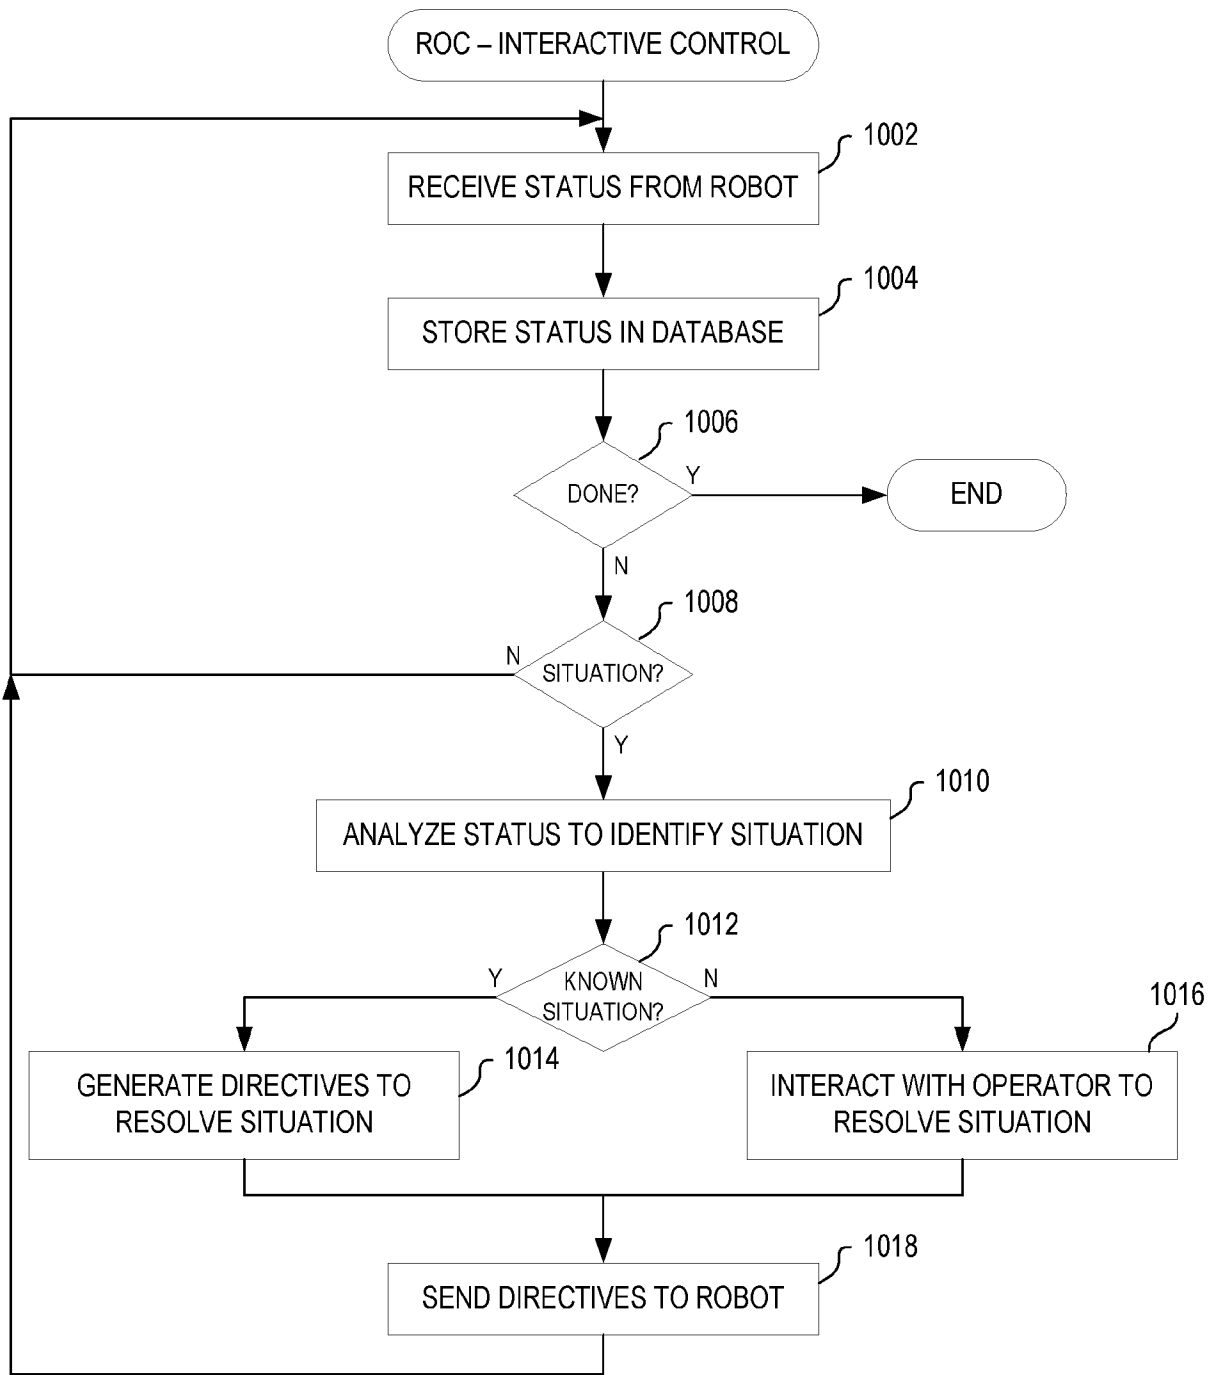 ROC – INTERACTIVE CONTROL
1002
RECEIVE STATUS FROM ROBOT
1004
STORE STATUS IN DATABASE
1006
DONE?
Y
END
N
1008
N
SITUATION?
Y
1010
ANALYZE STATUS TO IDENTIFY SITUATION
1012
Y
KNOWN
SITUATION?
N
1014
GENERATE DIRECTIVES TO
RESOLVE SITUATION
1016
INTERACT WITH OPERATOR TO
RESOLVE SITUATION
1018
SEND DIRECTIVES TO ROBOT